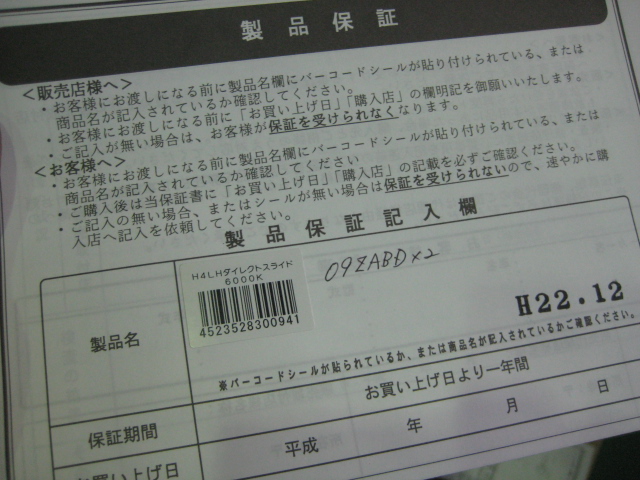 製品保証
＜販売店様へ＞
・お客様にお渡しになる前に製品名欄にバーコードシールが貼り付けられている、または
商品名が記入されているか確認してください。
・お客様にお渡しする前に「お買い上げ日」「購入店」の欄明記を御願いいたします。
・ご記入が無い場合は、お客様が保証を受けられなくなります。
＜お客様へ＞
・お客様にお渡しになる前に製品名欄にバーコードシールが貼り付けられている、または
商品名が記入されているか確認してください
・ご購入後は当保証書に「お買い上げ日」「購入店」の記載を必ずご確認ください。
・ご記入の無い場合、またはシールが無い場合は保証を受けられないので、速やかに購
入店へ記入を依頼してください。
製品保証記入欄
製品名
H4LHダイレクトスライド
6000K
4523528300941
09ZABD×2
H22.12
※バーコードシールが貼られているか、または商品名が記入されているかご確認ください。
保証期間
お買い上げ日より一年間
お買い上げ日
平成 年 月 日